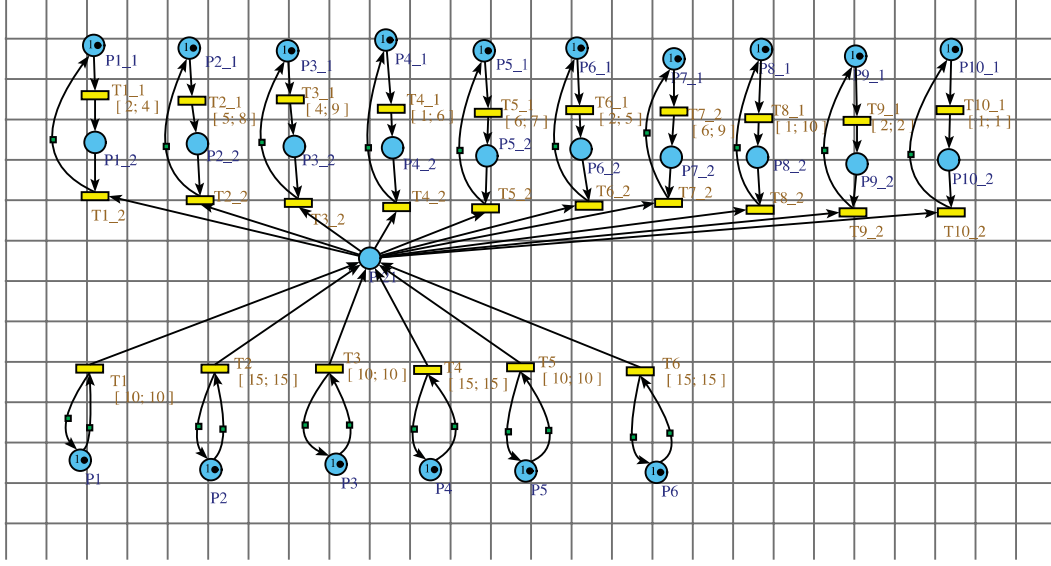 1 1 1 1 1 1 1 1 1 1
P1_1 P2_1 P3_1 P4_1 P5_1 P6_1 P7_1 P8_1 P9_1 P10_1
T1_1 T2_1 T3_1 T4_1 T5_1 T6_1 T7_2 T8_1 T9_1 T10_1
[ 2; 4 ] [ 5; 8 ] [ 4; 9 ] [ 1; 6 ] [ 6; 7 ] [ 2; 5 ] [ 6; 9 [ 1; 10 ] [ 2; 2 [ 1; 1 ]
P1_2 P2_2 P3_2 P4_2 P5_2 P6_2 P7_2 P8_2 P9_2 P10_2
T1_2 T2_2 T3_2 T4_2 T5_2 T6_2 T7_2 T8_2 T9_2 T10_2
T1 T2 T3 T4 T5 T6
[ 10; 10 ] [ 15; 15 ] [ 10; 10 ] [ 15; 15 ] [ 10; 10 ] [ 15; 15 ]
1 1 1 1 1 1
P1 P2 P3 P4 P5 P6